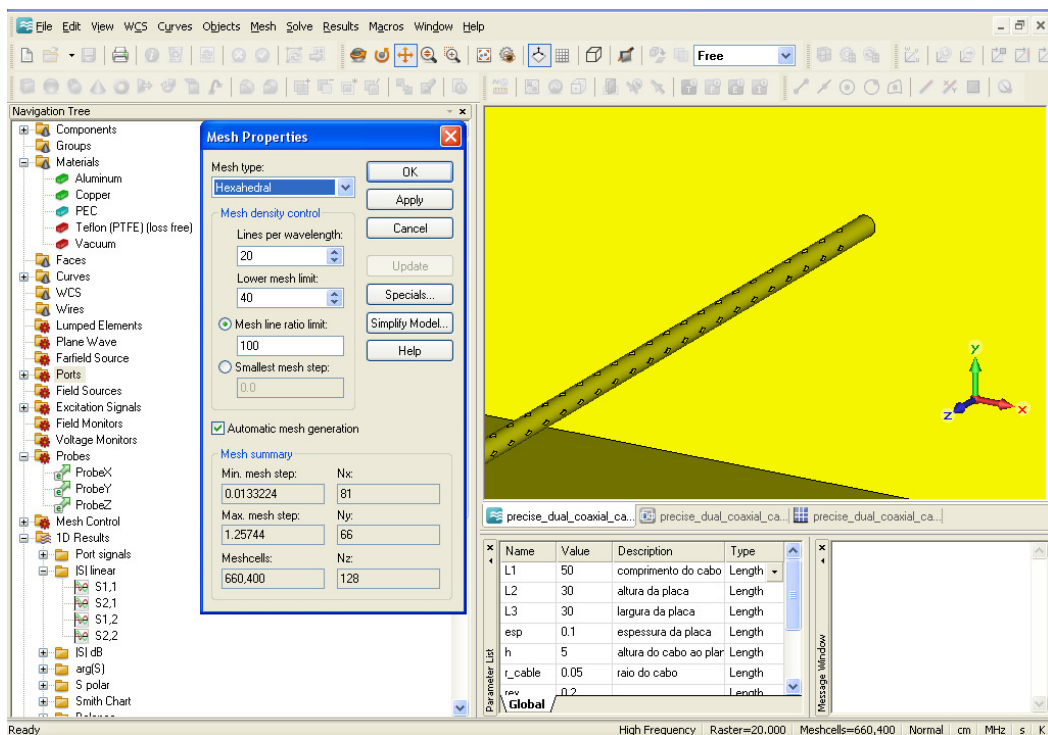 File Edit View WCS Curves Objects Mesh Solve Results Macros Window Help
Free
Navigation Tree
Components
Groups
Materials
Aluminum
Copper
PEC
Teflon (PTFE) (loss free)
Vacuum
Faces
Curves
WCS
Wires
Lumped Elements
Plane Wave
Farfield Source
Ports
Field Sources
Excitation Signals
Field Monitors
Voltage Monitors
Probes
ProbeX
ProbeY
ProbeZ
Mesh Control
1D Results
Port signals
|S| linear
S1,1
S2,1
S1,2
S2,2
|S| dB
arg(S)
S polar
Smith Chart
Mesh Properties
Mesh type:
Hexahedral
Mesh density control
Lines per wavelength:
20
Lower mesh limit:
40
Mesh line ratio limit:
100
Smallest mesh step:
0.0
Automatic mesh generation
OK
Apply
Cancel
Update
Specials...
Simplify Model...
Help
Mesh summary
Min. mesh step: Nx:
0.0133224 81
Max. mesh step: Ny:
1.25744 66
Meshcells: Nz:
660,400 128
y
z x
precise_dual_coaxial_ca... precise_dual_coaxial_ca... precise_dual_coaxial_ca...
Name Value Description Type
L1 50 comprimento do cabo Length
L2 30 altura da placa Length
L3 30 largura da placa Length
esp 0.1 espessura da placa Length
h 5 altura do cabo ao plar Length
r_cable 0.05 raio do cabo Length
0.2 Length
Global
Parameter List
Message Window
Ready
High Frequency Raster=20.000 Meshcells=660,400 Normal cm MHz s K